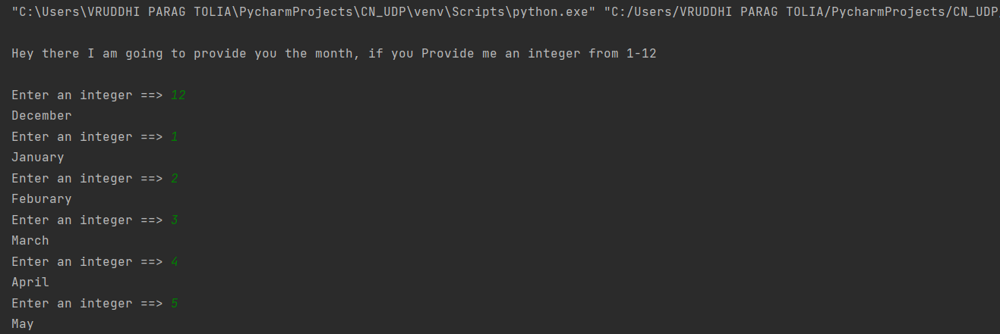 "C:\Users\VRUDDHI PARAG TOLIA\PycharmProjects\CN_UDP\venv\Scripts\python.exe" "C:/Users/VRUDDHI PARAG TOLIA/PycharmProjects/CN_UDP/
Hey there I am going to provide you the month, if you Provide me an integer from 1-12
Enter an integer ==> 12
December
Enter an integer ==> 1
January
Enter an integer ==> 2
Feburary
Enter an integer ==> 3
March
Enter an integer ==> 4
April
Enter an integer ==> 5
May